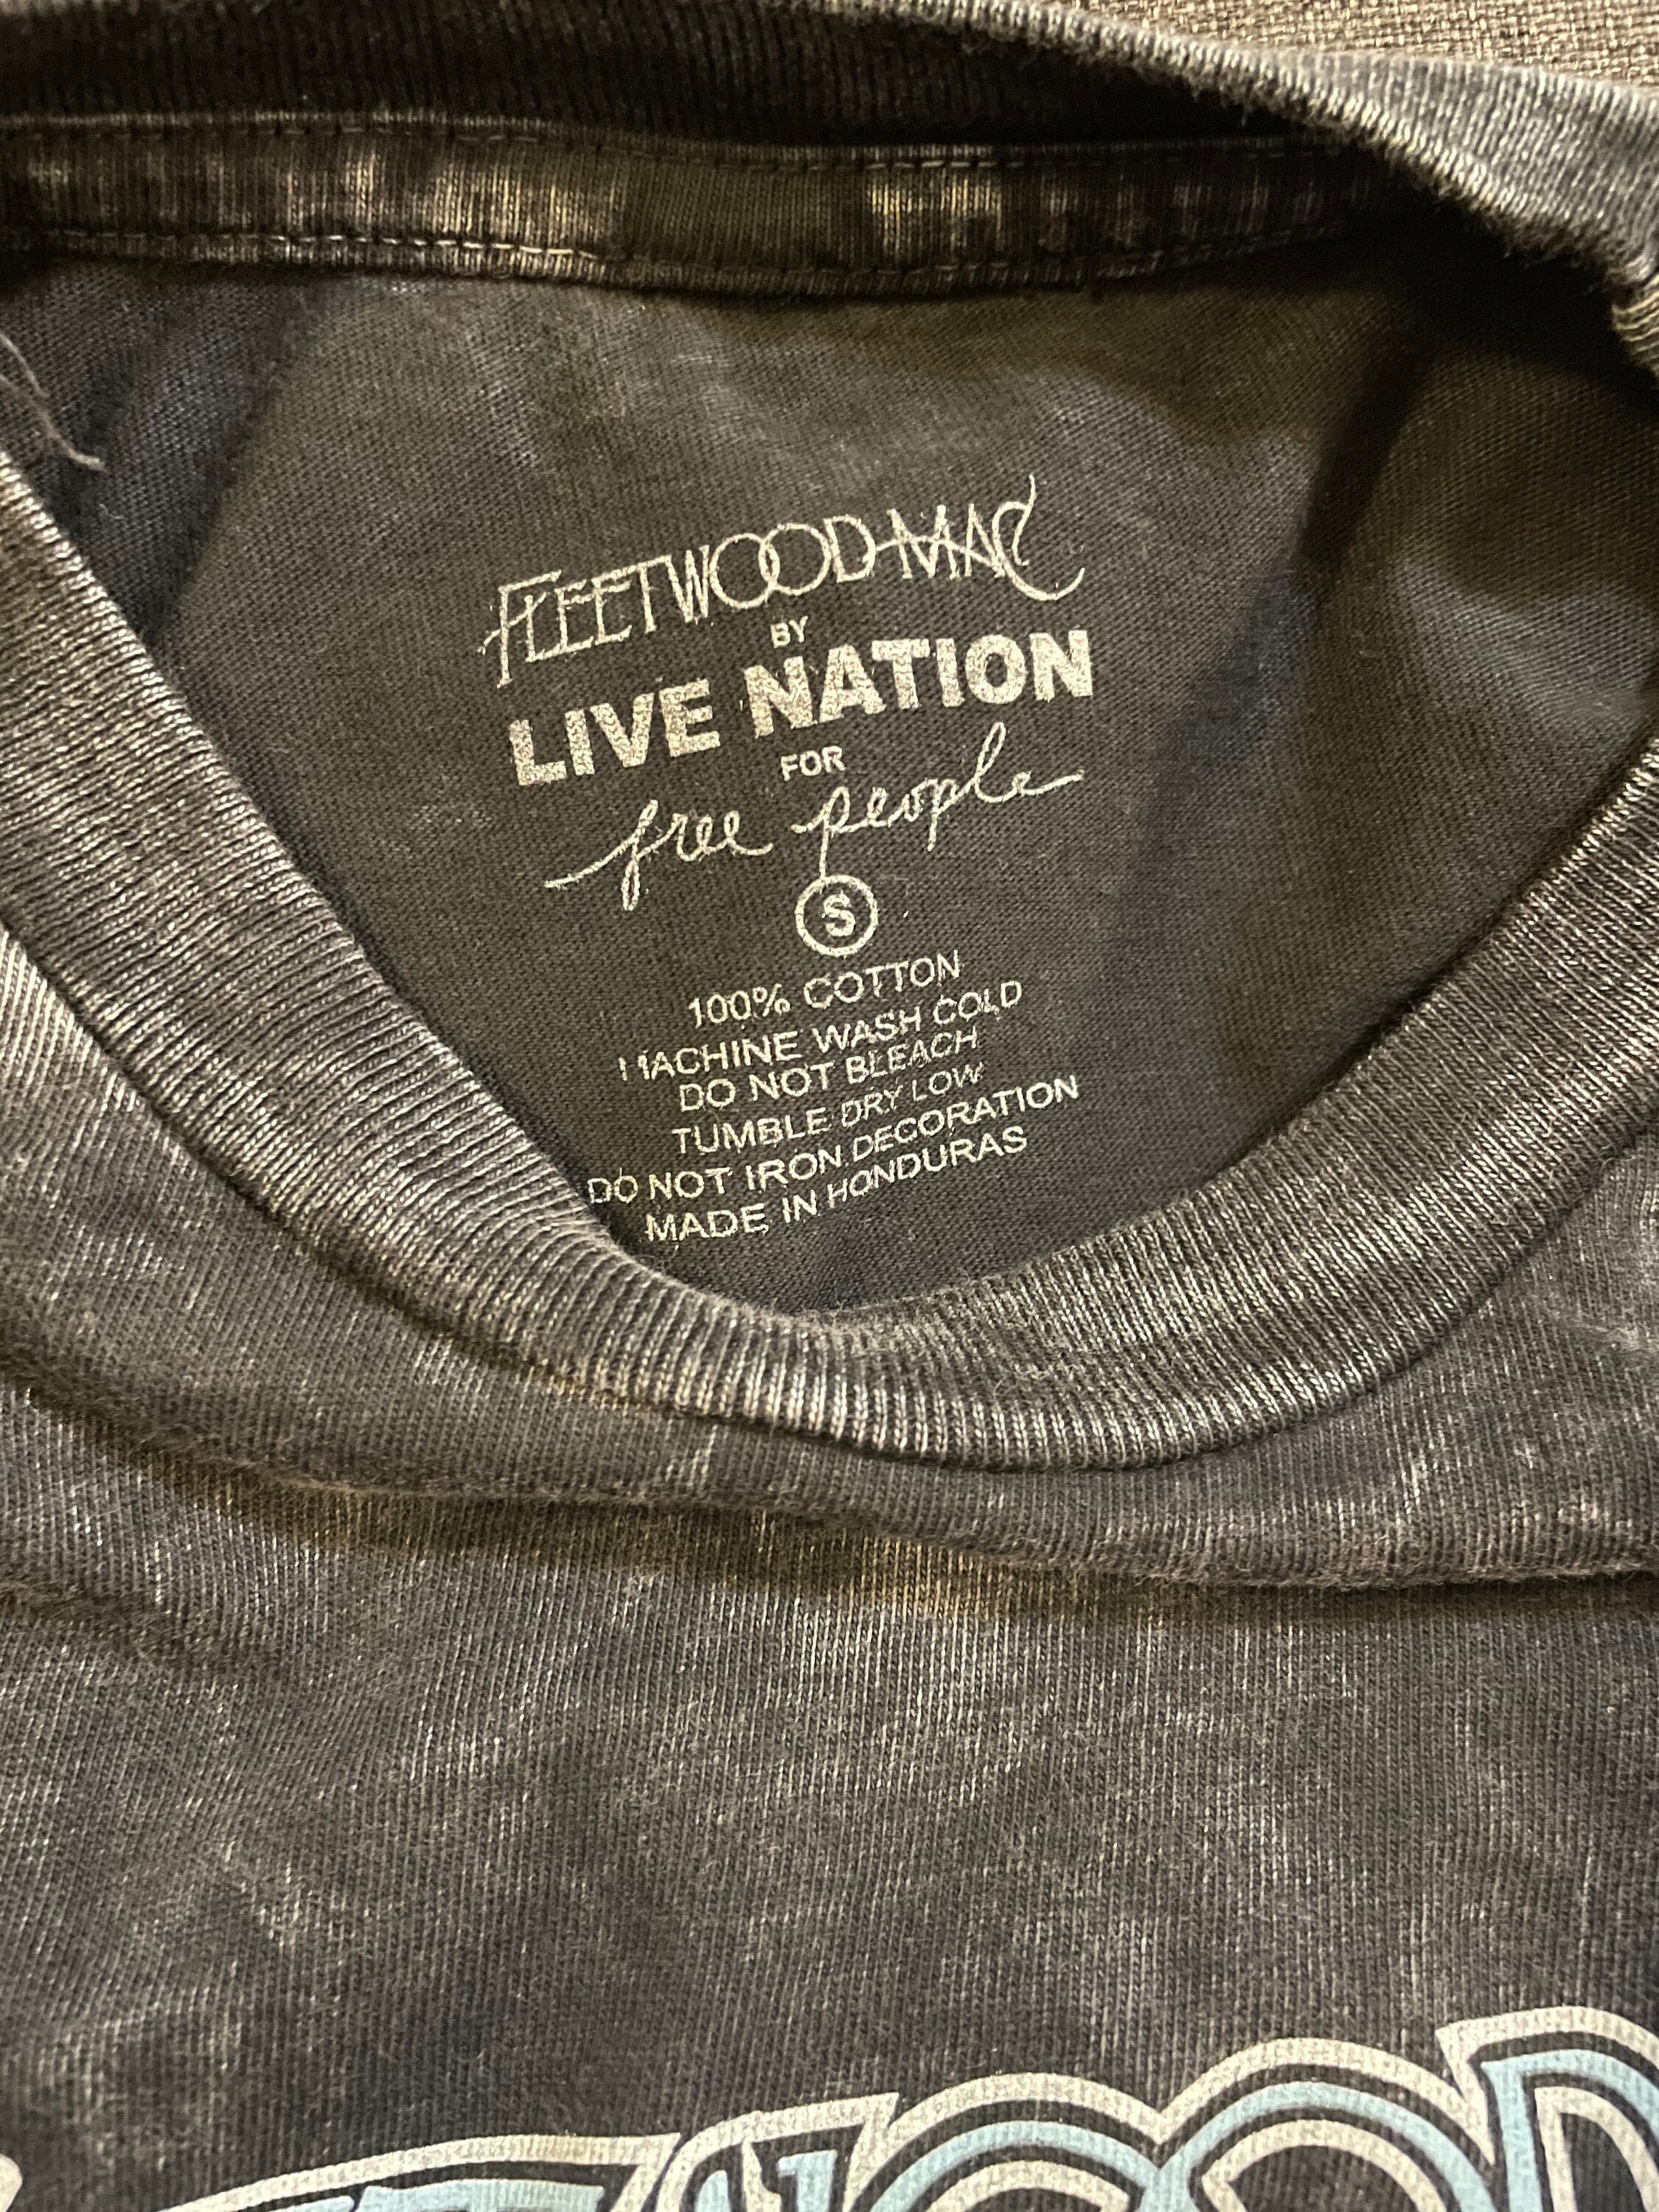 FLEETWOOD MAC
BY
LIVE NATION
FOR
free people
S
100% COTTON
MACHINE WASH COLD
DO NOT BLEACH
TUMBLE DRY LOW
DO NOT IRON DECORATION
MADE IN HONDURAS